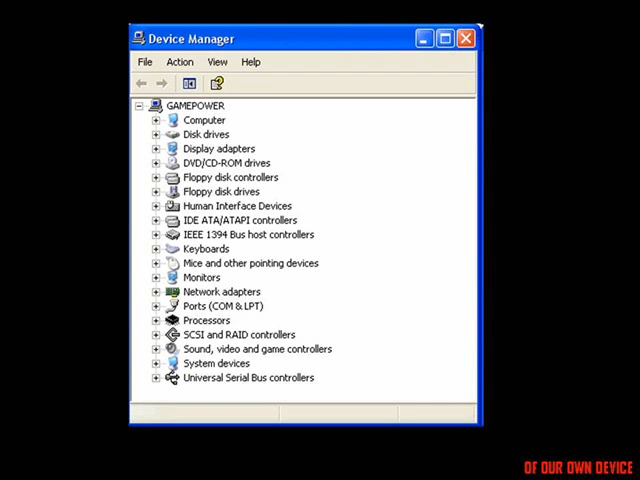 Device Manager
File Action View Help
GAMEPOWER
Computer
Disk drives
Display adapters
DVD/CD-ROM drives
Floppy disk controllers
Floppy disk drives
Human Interface Devices
IDE ATA/ATAPI controllers
IEEE 1394 Bus host controllers
Keyboards
Mice and other pointing devices
Monitors
Network adapters
Ports (COM & LPT)
Processors
SCSI and RAID controllers
Sound, video and game controllers
System devices
Universal Serial Bus controllers
OF OUR OWN DEVICE